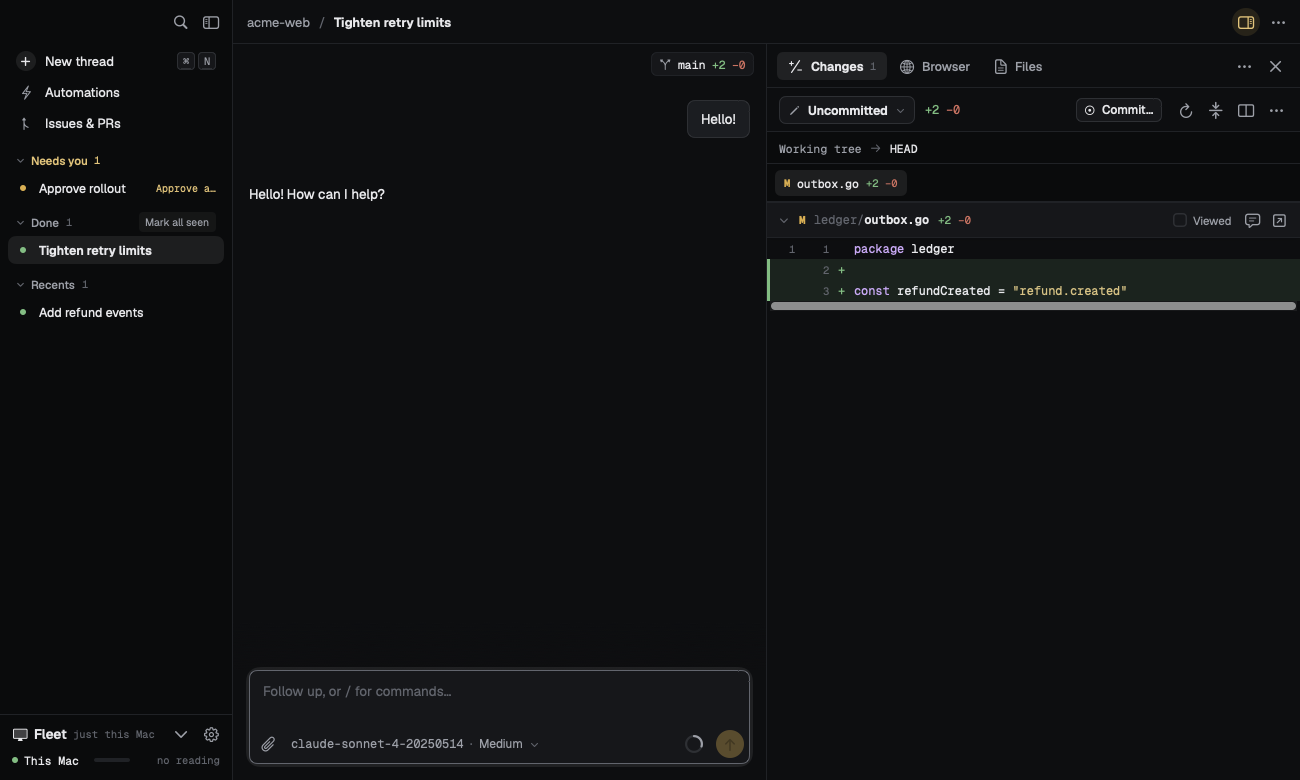 acme-web / Tighten retry limits
New thread ⌘ N
Automations
Issues & PRs
Needs you 1
Approve rollout Approve a…
Done 1 Mark all seen
Tighten retry limits
Recents 1
Add refund events
Fleet just this Mac
This Mac no reading
main +2 −0
Hello!
Hello! How can I help?
Follow up, or / for commands…
claude-sonnet-4-20250514 · Medium
Changes 1 Browser Files
Uncommitted +2 −0 Commit…
Working tree → HEAD
M outbox.go +2 −0
M ledger/outbox.go +2 −0 Viewed
1 1 package ledger
2 +
3 + const refundCreated = "refund.created"